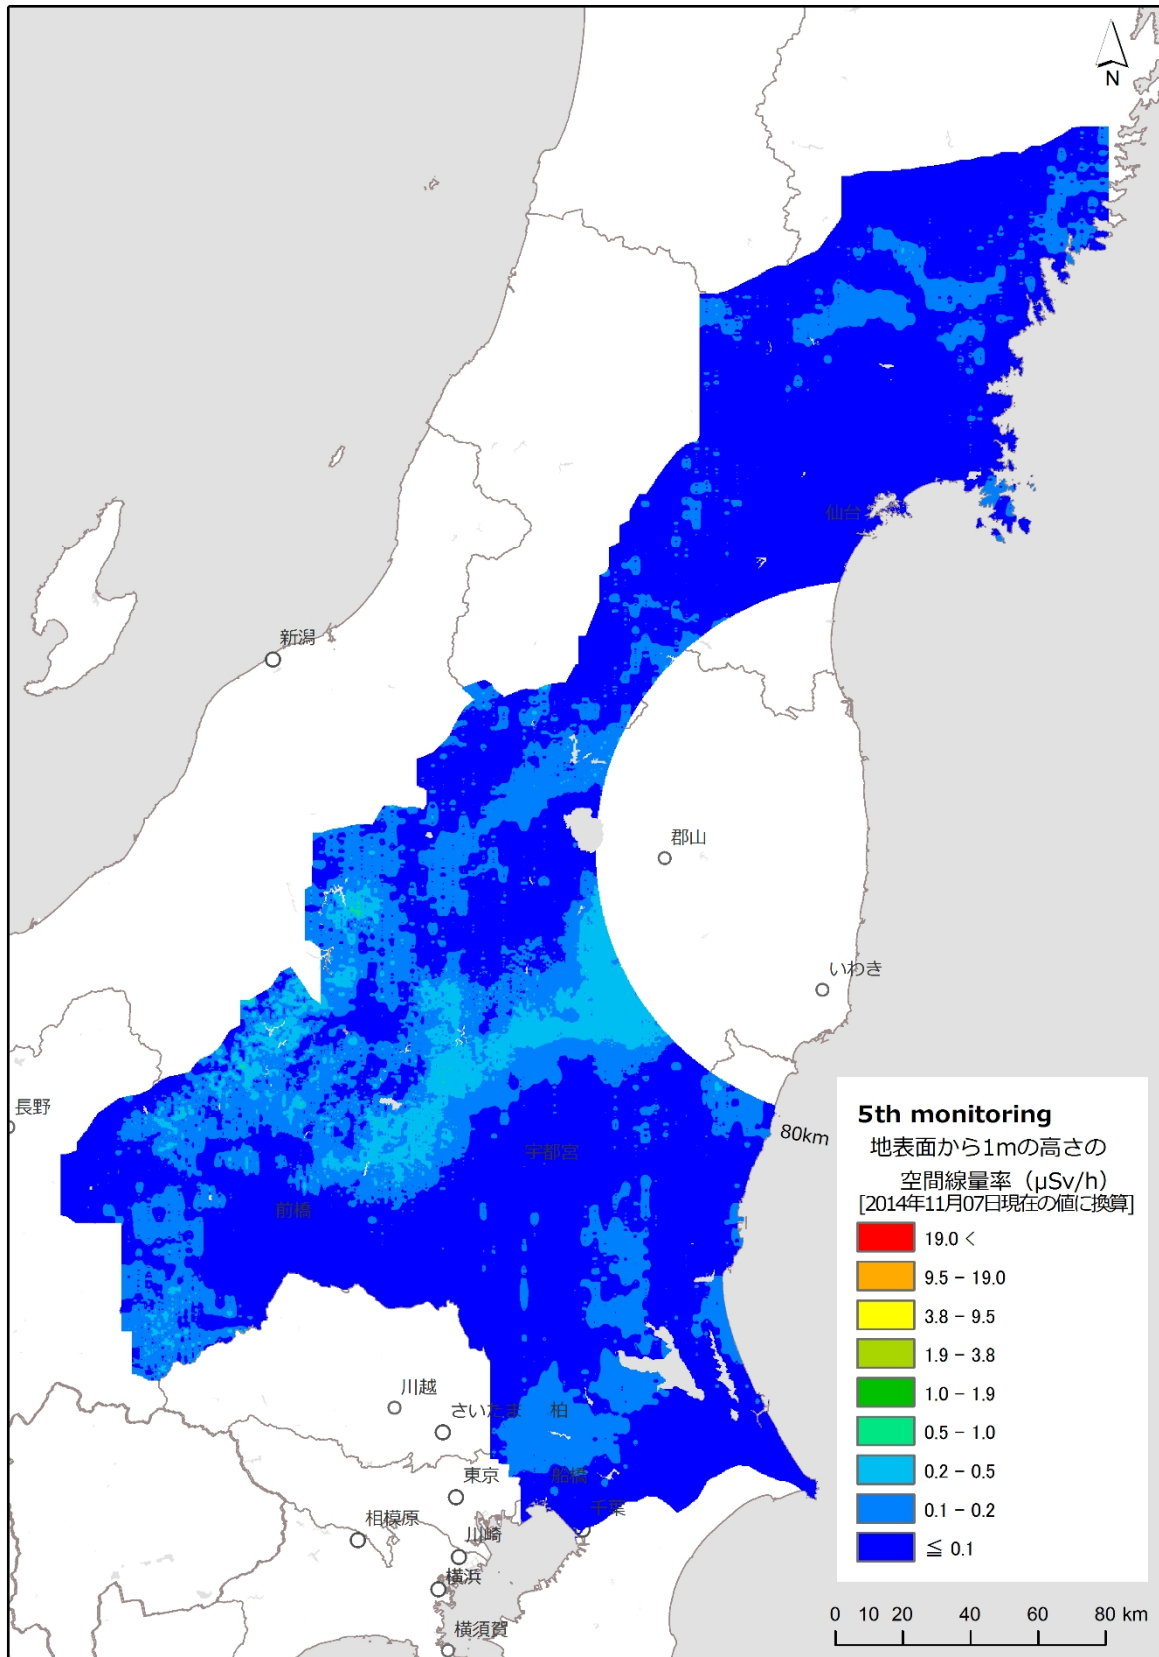 N
仙台
新潟
郡山
いわき
長野
80km
宇都宮
前橋
川越
さいたま
柏
東京
船橋
千葉
相模原
川崎
横浜
横須賀
5th monitoring
地表面から1mの高さの
空間線量率（μSv/h）
[2014年11月07日現在の値に換算]
19.0 <
9.5 – 19.0
3.8 – 9.5
1.9 – 3.8
1.0 – 1.9
0.5 – 1.0
0.2 – 0.5
0.1 – 0.2
≦ 0.1
0 10 20 40 60 80 km